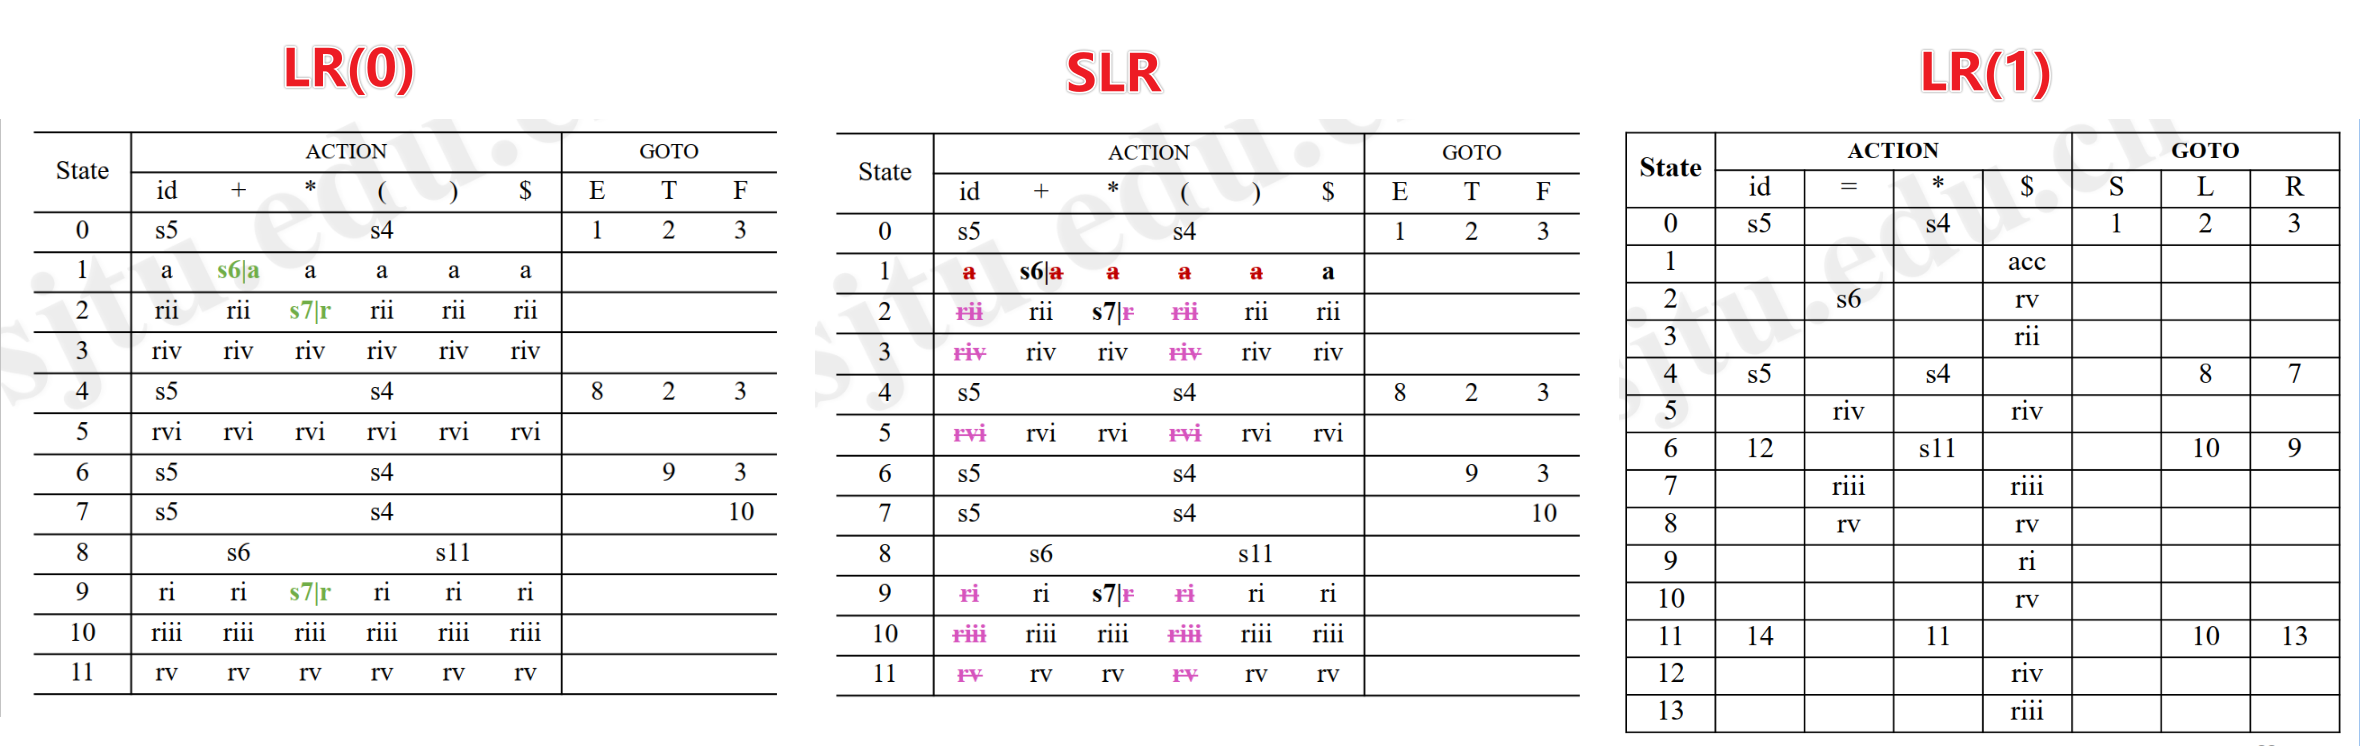 LR(0) SLR LR(1)
State ACTION GOTO
id + * ( ) $ E T F
0 s5 s4 1 2 3
1 a s6|a a a a a
2 rii rii s7|r rii rii rii
3 riv riv riv riv riv riv
4 s5 s4 8 2 3
5 rvi rvi rvi rvi rvi rvi
6 s5 s4 9 3
7 s5 s4 10
8 s6 s11
9 ri ri s7|r ri ri ri
10 riii riii riii riii riii riii
11 rv rv rv rv rv rv
State ACTION GOTO
id + * ( ) $ E T F
0 s5 s4 1 2 3
1 a s6|a a a a a
2 rii rii s7|r rii rii rii
3 riv riv riv riv riv riv
4 s5 s4 8 2 3
5 rvi rvi rvi rvi rvi rvi
6 s5 s4 9 3
7 s5 s4 10
8 s6 s11
9 ri ri s7|r ri ri ri
10 riii riii riii riii riii riii
11 rv rv rv rv rv rv
State ACTION GOTO
id = * $ S L R
0 s5 s4 1 2 3
1 acc
2 s6 rv
3 rii
4 s5 s4 8 7
5 riv riv
6 12 s11 10 9
7 riii riii
8 rv rv
9 ri
10 rv
11 14 11 10 13
12 riv
13 riii
sjtu.edu.c
sjtu.edu.c
sjtu.edu.cn